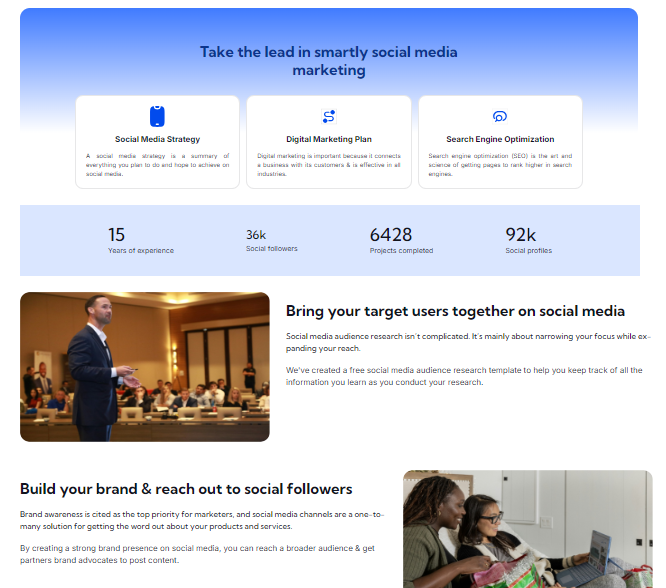 Take the lead in smartly social media
marketing
Social Media Strategy
A social media strategy is a summary of
everything you plan to do and hope to achieve on
social media.
Digital Marketing Plan
Digital marketing is important because it connects
a business with its customers & is effective in all
industries.
Search Engine Optimization
Search engine optimization (SEO) is the art and
science of getting pages to rank higher in search
engines.
15
Years of experience
36k
Social followers
6428
Projects completed
92k
Social profiles
Bring your target users together on social media
Social media audience research isn't complicated. It's mainly about narrowing your focus while ex-
panding your reach.
We've created a free social media audience research template to help you keep track of all the
information you learn as you conduct your research.
Build your brand & reach out to social followers
Brand awareness is cited as the top priority for marketers, and social media channels are a one-to-
many solution for getting the word out about your products and services.
By creating a strong brand presence on social media, you can reach a broader audience & get
partners brand advocates to post content.